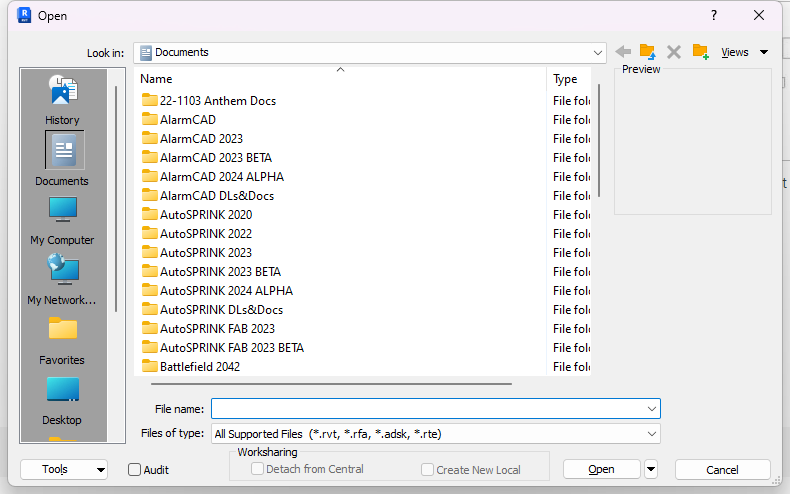 Open
Look in: Documents
Views
Name Type
Preview
22-1103 Anthem Docs File fol
AlarmCAD File fol
AlarmCAD 2023 File fol
AlarmCAD 2023 BETA File fol
AlarmCAD 2024 ALPHA File fol
AlarmCAD DLs&Docs File fol
AutoSPRINK 2020 File fol
AutoSPRINK 2022 File fol
AutoSPRINK 2023 File fol
AutoSPRINK 2023 BETA File fol
AutoSPRINK 2024 ALPHA File fol
AutoSPRINK DLs&Docs File fol
AutoSPRINK FAB 2023 File fol
AutoSPRINK FAB 2023 BETA File fol
Battlefield 2042 File fol
History
Documents
My Computer
My Network...
Favorites
Desktop
File name:
Files of type: All Supported Files (*.rvt, *.rfa, *.adsk, *.rte)
Worksharing
Tools Audit Detach from Central Create New Local Open Cancel